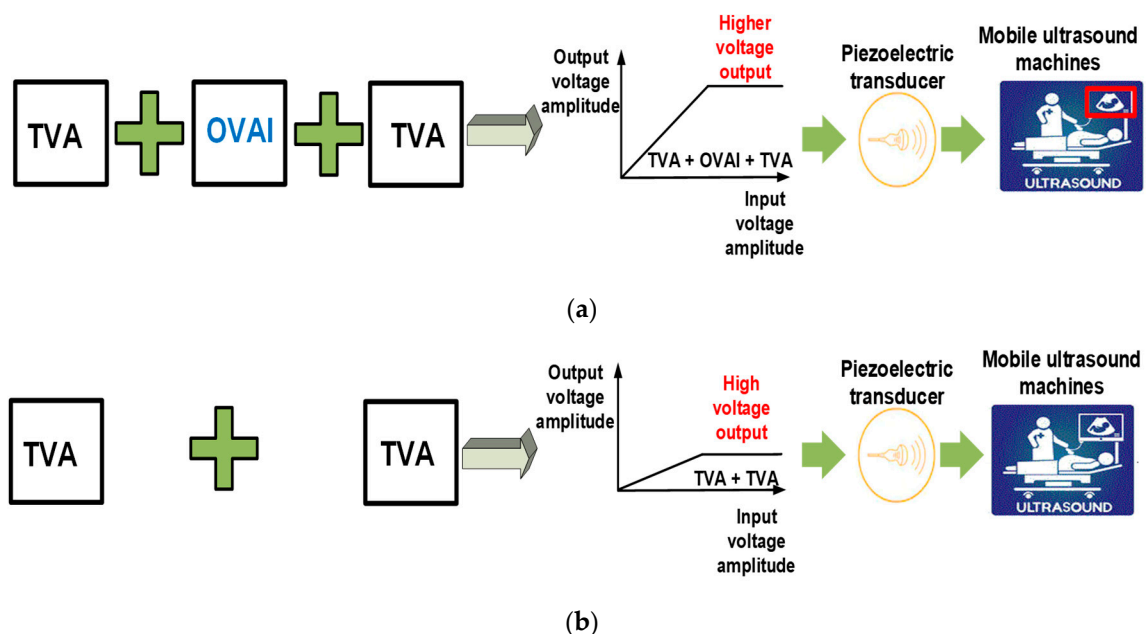 TVA
OVAI
TVA
Output
voltage
amplitude
Higher
voltage
output
TVA + OVAI + TVA
Input
voltage
amplitude
Piezoelectric
transducer
Mobile ultrasound
machines
ULTRASOUND
(a)
TVA
TVA
Output
voltage
amplitude
High
voltage
output
TVA + TVA
Input
voltage
amplitude
Piezoelectric
transducer
Mobile ultrasound
machines
ULTRASOUND
(b)